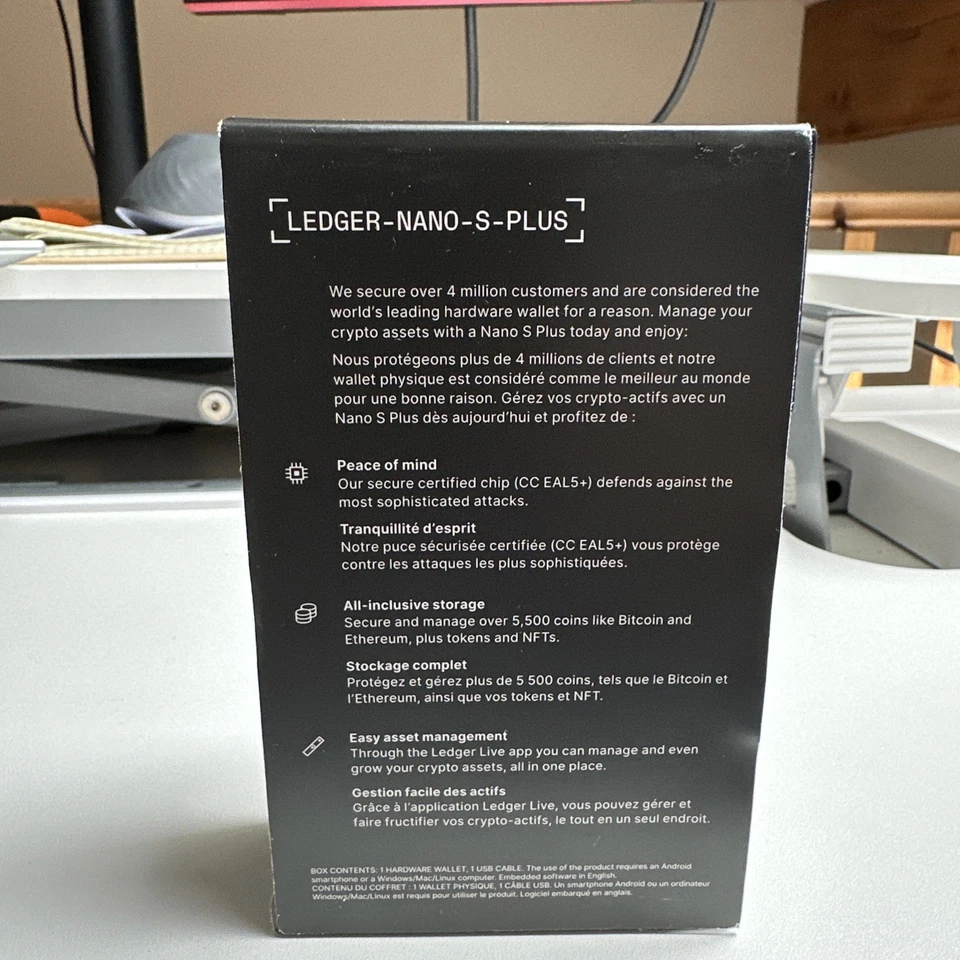 LEDGER-NANO-S-PLUS
We secure over 4 million customers and are considered the
world's leading hardware wallet for a reason. Manage your
crypto assets with a Nano S Plus today and enjoy:
Nous protégeons plus de 4 millions de clients et notre
wallet physique est considéré comme le meilleur au monde
pour une bonne raison. Gérez vos crypto-actifs avec un
Nano S Plus dès aujourd'hui et profitez de :
Peace of mind
Our secure certified chip (CC EAL5+) defends against the
most sophisticated attacks.
Tranquillité d'esprit
Notre puce sécurisée certifiée (CC EAL5+) vous protège
contre les attaques les plus sophistiquées.
All-inclusive storage
Secure and manage over 5,500 coins like Bitcoin and
Ethereum, plus tokens and NFTs.
Stockage complet
Protégez et gérez plus de 5 500 coins, tels que le Bitcoin et
l'Ethereum, ainsi que vos tokens et NFT.
Easy asset management
Through the Ledger Live app you can manage and even
grow your crypto assets, all in one place.
Gestion facile des actifs
Grâce à l'application Ledger Live, vous pouvez gérer et
faire fructifier vos crypto-actifs, le tout en un seul endroit.
BOX CONTENTS: 1 HARDWARE WALLET, 1 USB CABLE. The use of the product requires an Android
smartphone or a Windows/Mac/Linux computer. Embedded software in English.
CONTENU DU COFFRET : 1 WALLET PHYSIQUE, 1 CÂBLE USB. Un smartphone Android ou un ordinateur
Windows/Mac/Linux est requis pour utiliser le produit. Logiciel embarqué en anglais.